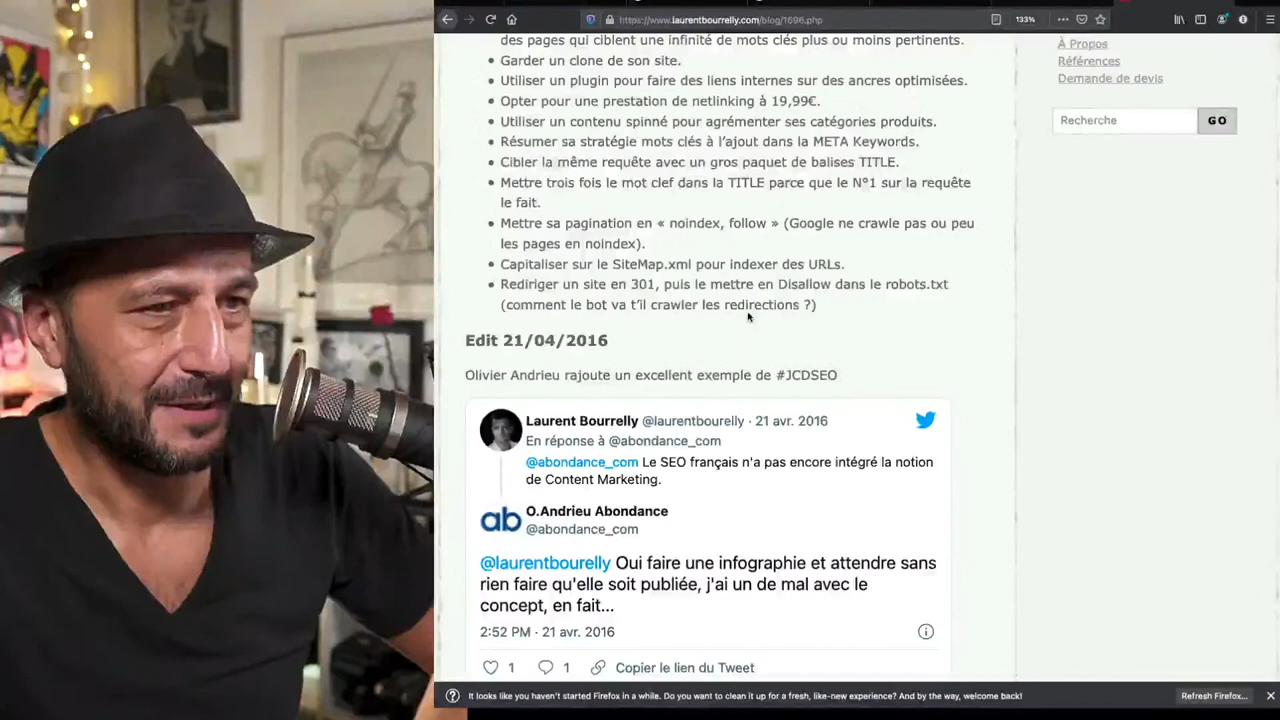 https://www.laurentbourrelly.com/blog/1696.php
133%
des pages qui ciblent une infinité de mots clés plus ou moins pertinents.
Garder un clone de son site.
Utiliser un plugin pour faire des liens internes sur des ancres optimisées.
Opter pour une prestation de netlinking à 19,99€.
Utiliser un contenu spinné pour agrémenter ses catégories produits.
Résumer sa stratégie mots clés à l'ajout dans la META Keywords.
Cibler la même requête avec un gros paquet de balises TITLE.
Mettre trois fois le mot clef dans la TITLE parce que le N°1 sur la requête
le fait.
Mettre sa pagination en « noindex, follow » (Google ne crawle pas ou peu
les pages en noindex).
Capitaliser sur le SiteMap.xml pour indexer des URLs.
Rediriger un site en 301, puis le mettre en Disallow dans le robots.txt
(comment le bot va t'il crawler les redirections ?)
Edit 21/04/2016
Olivier Andrieu rajoute un excellent exemple de #JCDSEO
Laurent Bourrelly @laurentbourelly · 21 avr. 2016
En réponse à @abondance_com
@abondance_com Le SEO français n'a pas encore intégré la notion
de Content Marketing.
ab
O.Andrieu Abondance
@abondance_com
@laurentbourelly Oui faire une infographie et attendre sans
rien faire qu'elle soit publiée, j'ai un de mal avec le
concept, en fait...
2:52 PM · 21 avr. 2016
1 1 Copier le lien du Tweet
À Propos
Références
Demande de devis
Recherche GO
It looks like you haven't started Firefox in a while. Do you want to clean it up for a fresh, like-new experience? And by the way, welcome back!
Refresh Firefox...